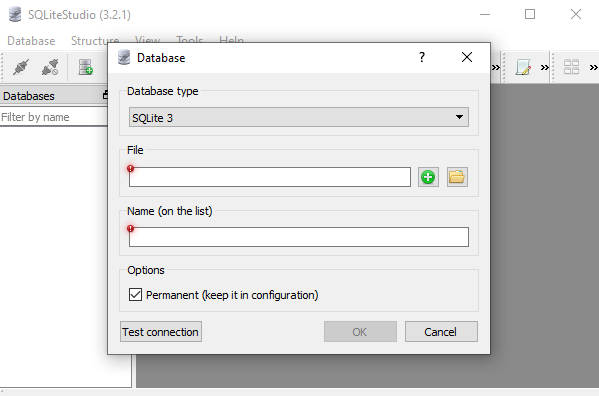 SQLiteStudio (3.2.1)
Database Structure View Tools Help
Databases
Filter by name
Database
?
Database type
SQLite 3
File
Name (on the list)
Options
Permanent (keep it in configuration)
Test connection OK Cancel